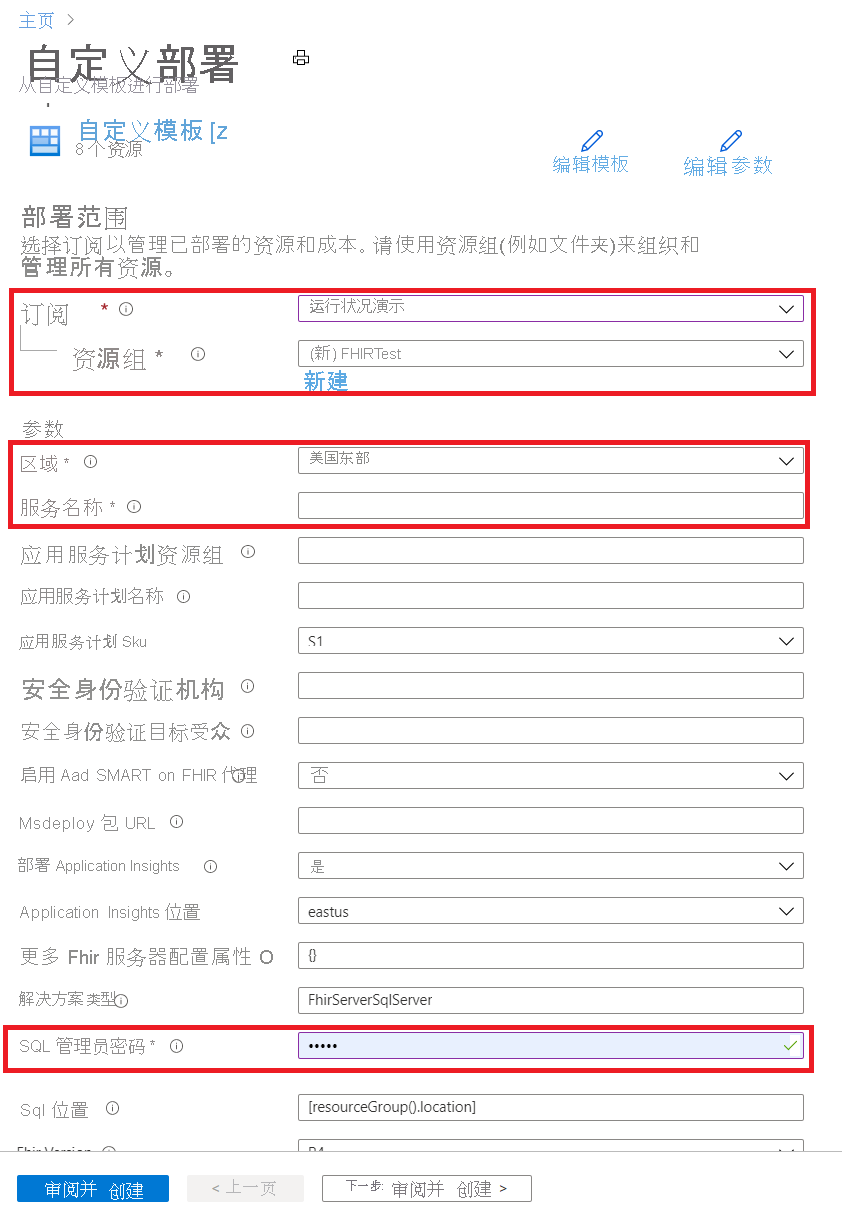 主页 >
自定义部署
从自定义模板进行部署
自定义模板 [z
8 个资源
编辑模板
编辑参数
部署范围
选择订阅以管理已部署的资源和成本。请使用资源组(例如文件夹)来组织和
管理所有资源。
订阅 * 运行状况演示
资源组 * (新) FHIRTest
新建
参数
区域 * 美国东部
服务名称 *
应用服务计划资源组
应用服务计划名称
应用服务计划 Sku S1
安全身份验证机构
安全身份验证目标受众
启用 Aad SMART on FHIR 代理 否
Msdeploy 包 URL
部署 Application Insights 是
Application Insights 位置 eastus
更多 Fhir 服务器配置属性 O {}
解决方案类型 FhirServerSqlServer
SQL 管理员密码 * •••••
Sql 位置 [resourceGroup().location]
Fhir Version R4
审阅并 创建
< 上一页
下一步: 审阅并 创建 >